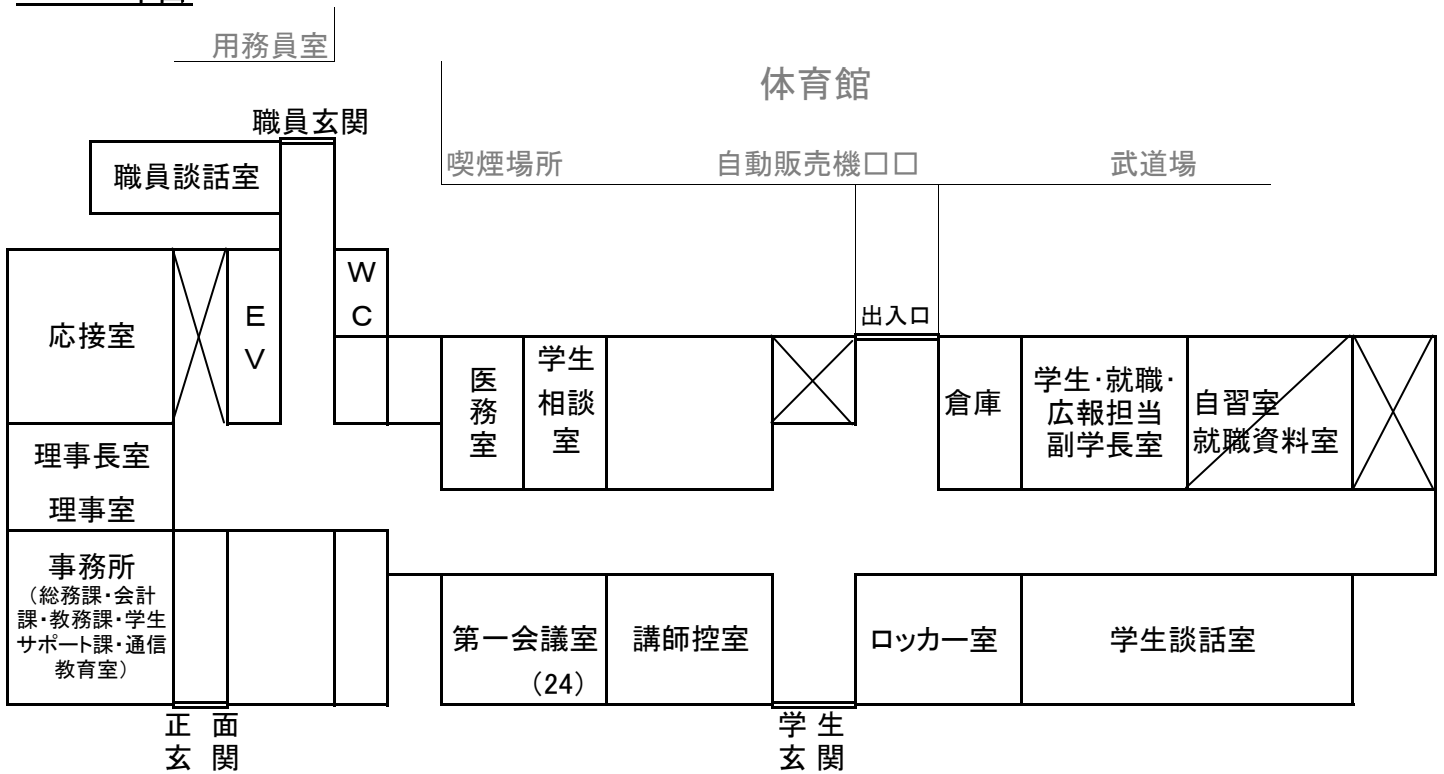 用務員室
体育館
職員玄関
職員談話室
喫煙場所
自動販売機口口
武道場
応接室
E
V
W
C
出入口
医
務
室
学生
相談
室
倉庫
学生・就職・
広報担当
副学長室
自習室
就職資料室
理事長室
理事室
事務所
（総務課・会計
課・教務課・学生
サポート課・通信
教育室）
第一会議室
（24）
講師控室
ロッカー室
学生談話室
正 面
玄 関
学 生
玄 関